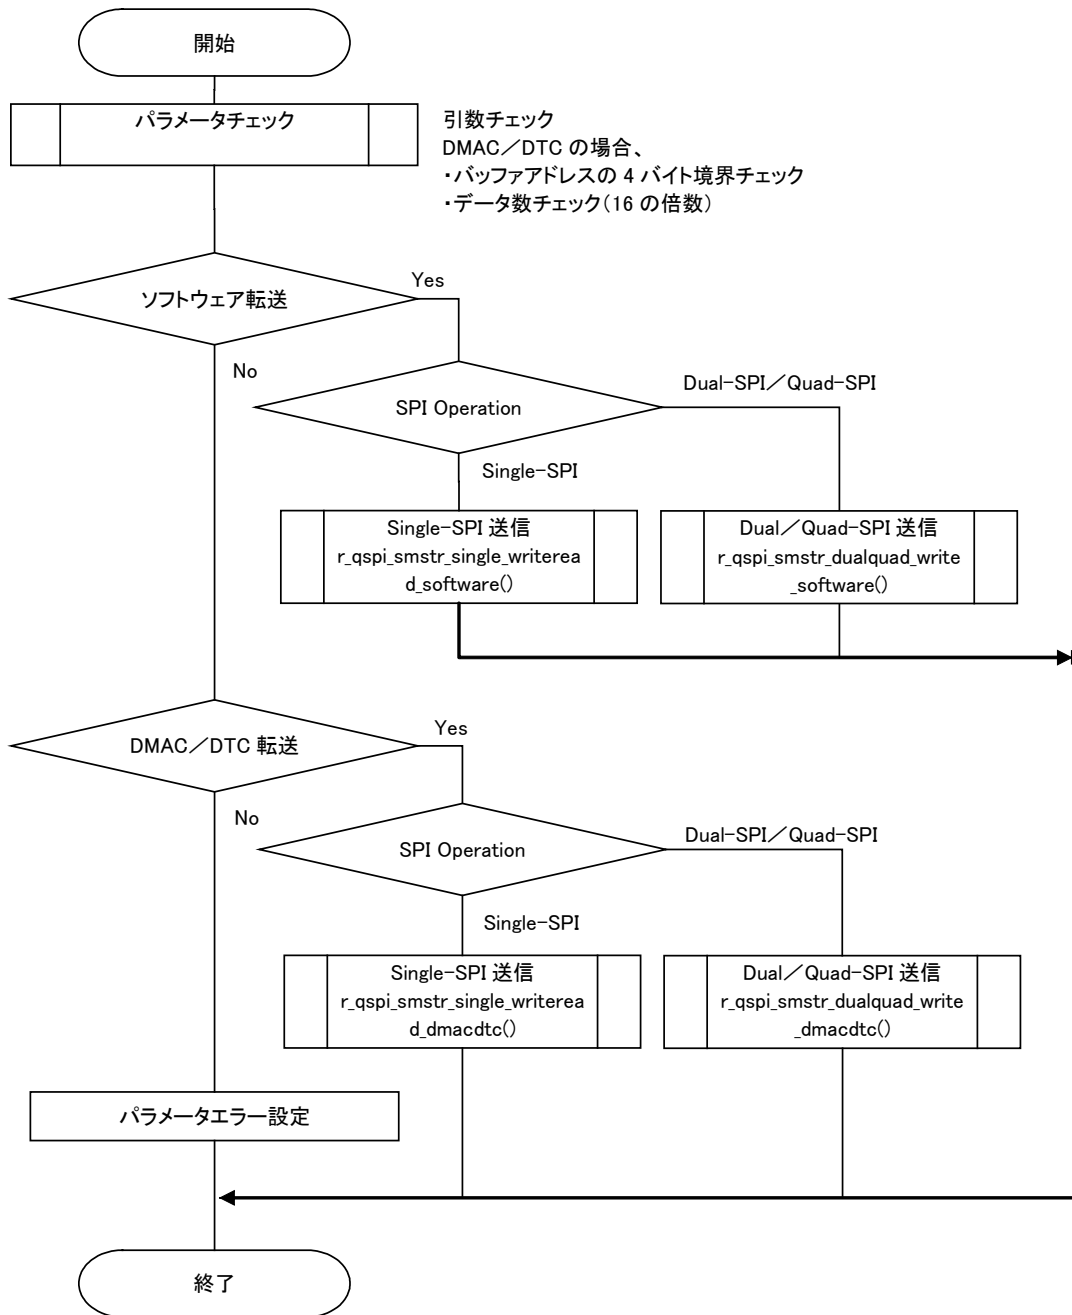 開始
パラメータチェック
引数チェック
DMAC／DTC の場合、
・バッファアドレスの 4 バイト境界チェック
・データ数チェック（16 の倍数）
ソフトウェア転送
Yes
No
SPI Operation
Dual-SPI／Quad-SPI
Single-SPI
Single-SPI 送信
r_qspi_smstr_single_writerea
d_software()
Dual／Quad-SPI 送信
r_qspi_smstr_dualquad_write
_software()
DMAC／DTC 転送
Yes
No
SPI Operation
Dual-SPI／Quad-SPI
Single-SPI
Single-SPI 送信
r_qspi_smstr_single_writerea
d_dmacdtc()
Dual／Quad-SPI 送信
r_qspi_smstr_dualquad_write
_dmacdtc()
パラメータエラー設定
終了